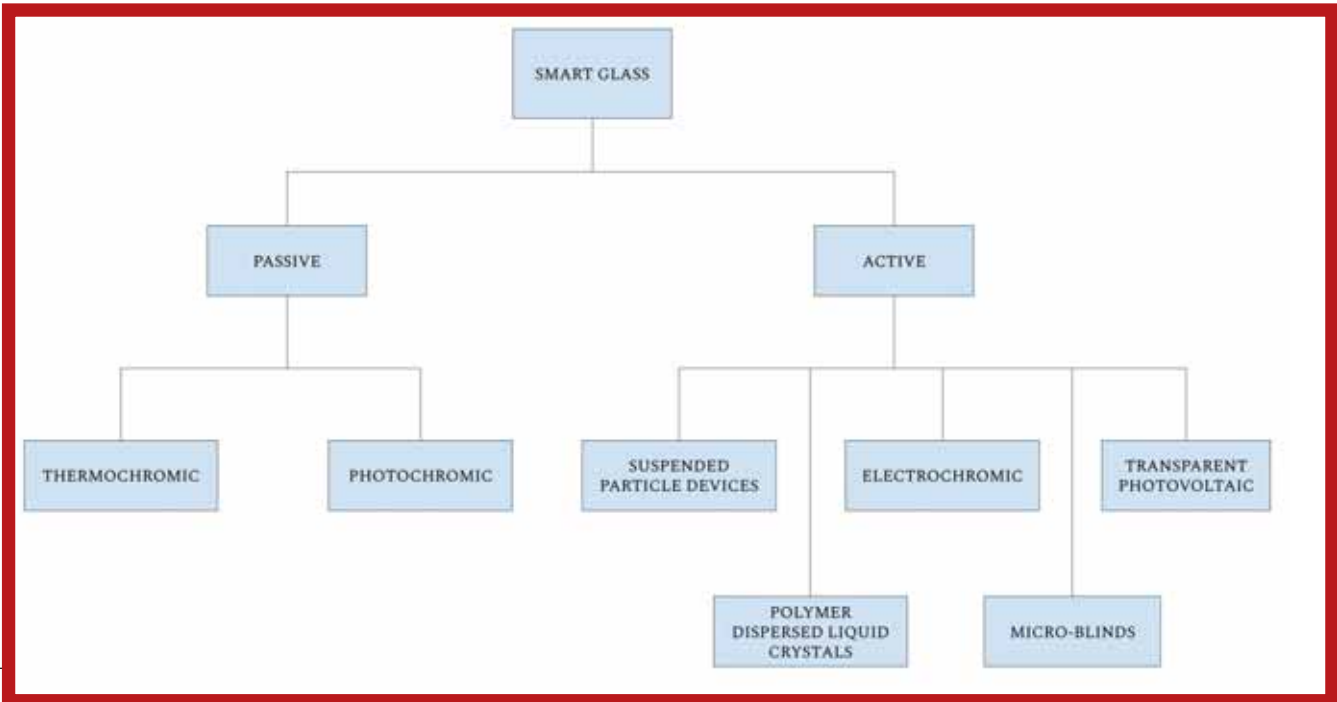 SMART GLASS
PASSIVE
ACTIVE
THERMOCHROMIC
PHOTOCHROMIC
SUSPENDED
PARTICLE DEVICES
ELECTROCHROMIC
TRANSPARENT
PHOTOVOLTAIC
POLYMER
DISPERSED LIQUID
CRYSTALS
MICRO-BLINDS